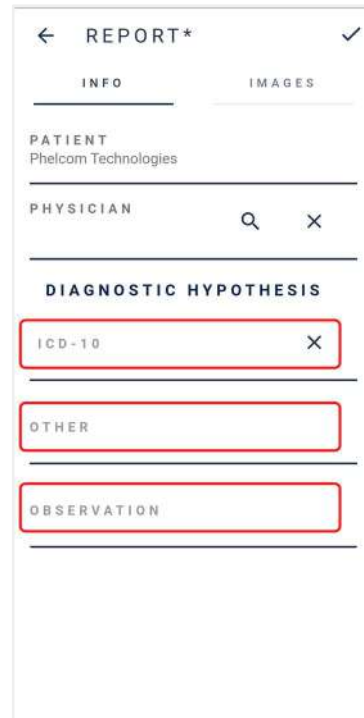 REPORT*
INFO IMAGES
PATIENT
Phelcom Technologies
PHYSICIAN
DIAGNOSTIC HYPOTHESIS
ICD-10
OTHER
OBSERVATION